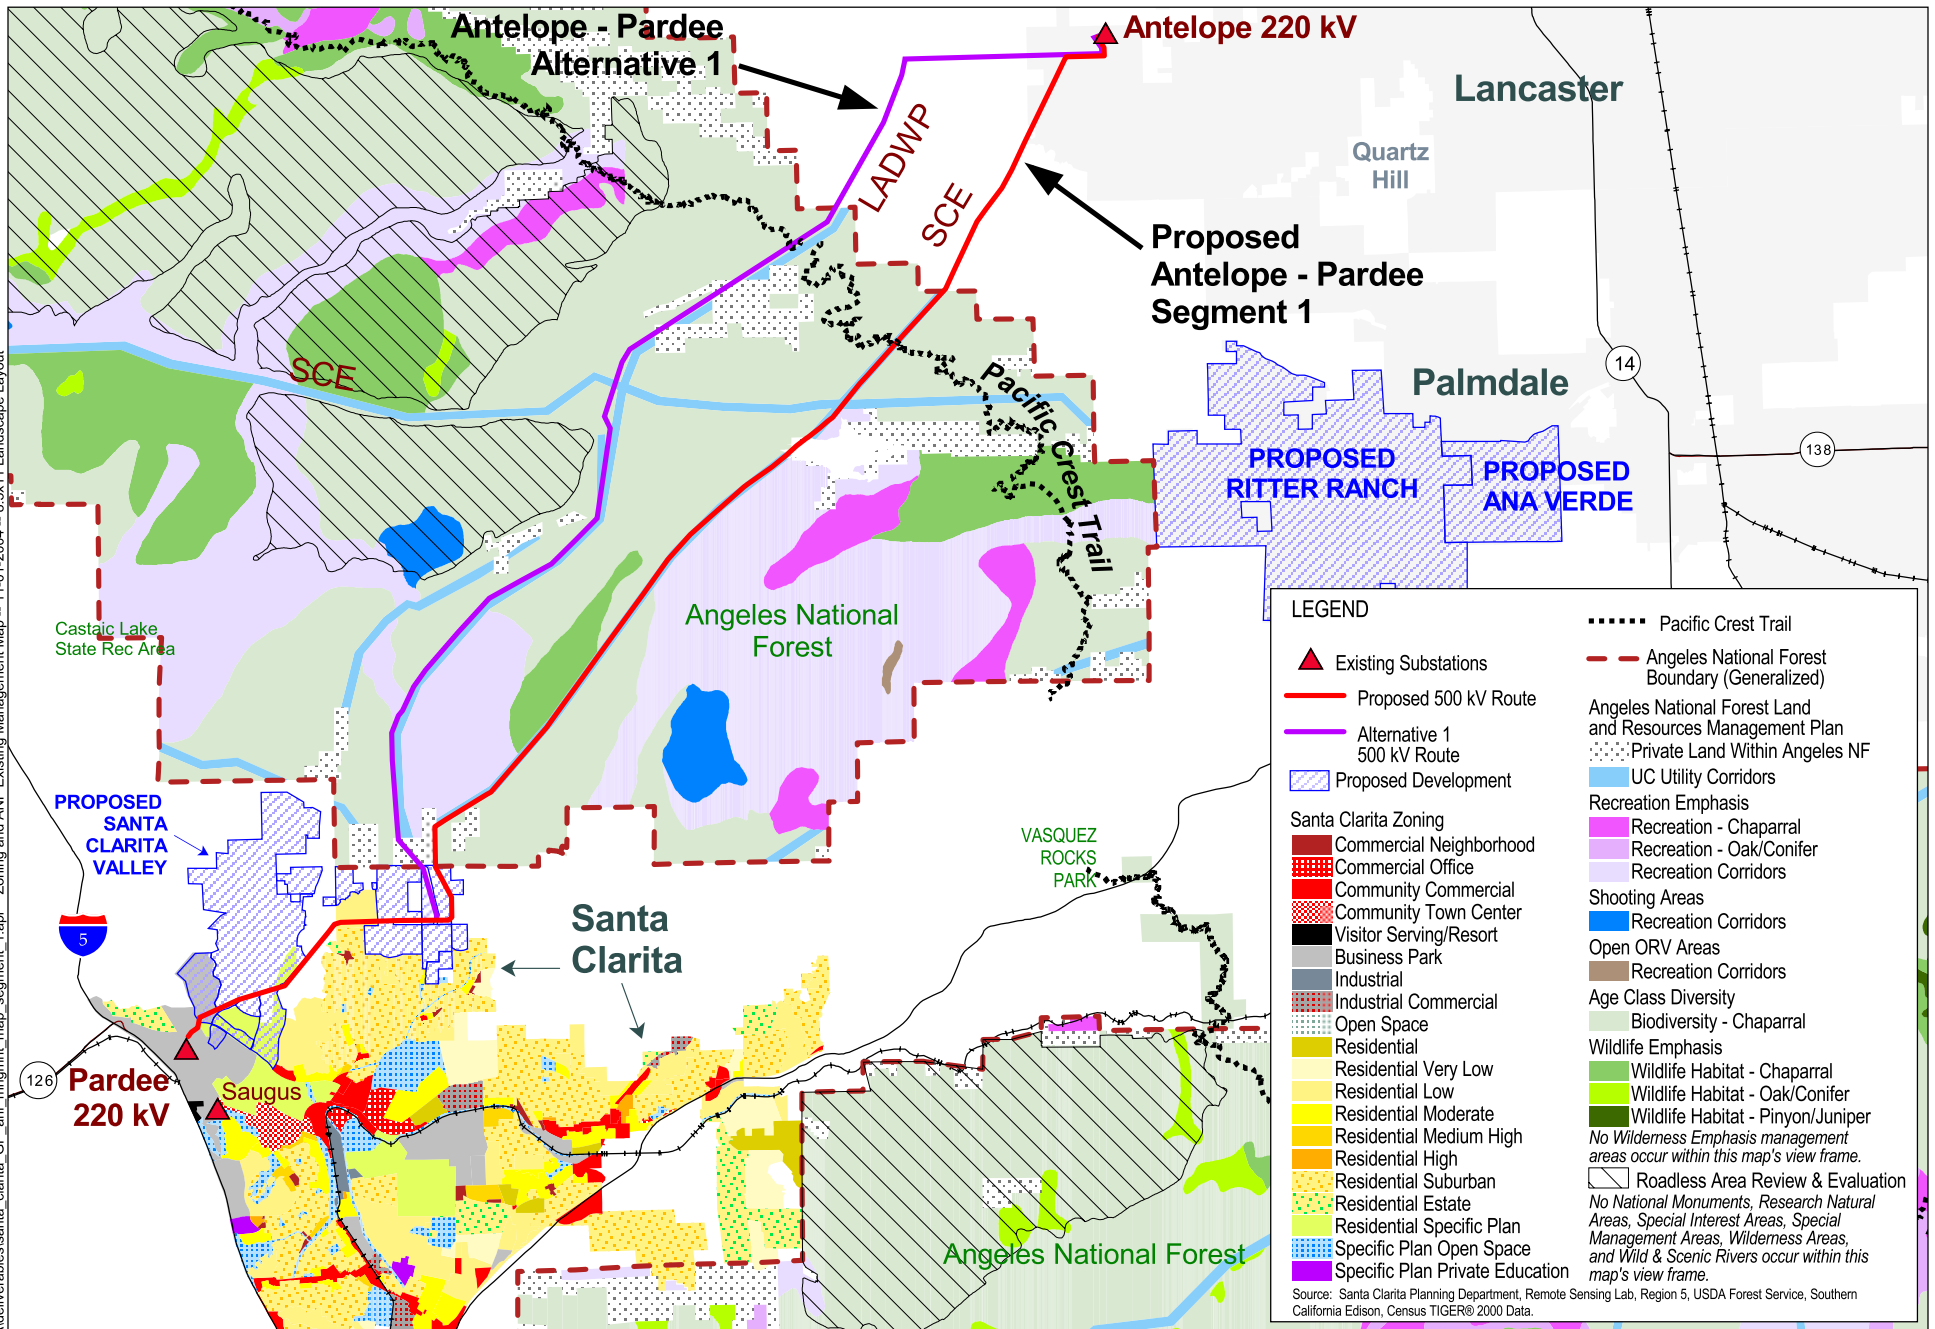 Antelope - Pardee
Alternative 1
Antelope 220 kV
Lancaster
LADWP
SCE
Quartz
Hill
Proposed
Antelope - Pardee
Segment 1
SCE
14
Palmdale
Pacific Crest Trail
PROPOSED
RITTER RANCH
PROPOSED
ANA VERDE
138
Castaic Lake
State Rec Area
Angeles National
Forest
PROPOSED
SANTA
CLARITA
VALLEY
VASQUEZ
ROCKS
PARK
5
Santa
Clarita
126
Pardee
220 kV
Saugus
Angeles National Forest
LEGEND
Existing Substations
Proposed 500 kV Route
Alternative 1
500 kV Route
Proposed Development
Santa Clarita Zoning
Commercial Neighborhood
Commercial Office
Community Commercial
Community Town Center
Visitor Serving/Resort
Business Park
Industrial
Industrial Commercial
Open Space
Residential
Residential Very Low
Residential Low
Residential Moderate
Residential Medium High
Residential High
Residential Suburban
Residential Estate
Residential Specific Plan
Specific Plan Open Space
Specific Plan Private Education
Pacific Crest Trail
Angeles National Forest
Boundary (Generalized)
Angeles National Forest Land
and Resources Management Plan
Private Land Within Angeles NF
UC Utility Corridors
Recreation Emphasis
Recreation - Chaparral
Recreation - Oak/Conifer
Recreation Corridors
Shooting Areas
Recreation Corridors
Open ORV Areas
Recreation Corridors
Age Class Diversity
Biodiversity - Chaparral
Wildlife Emphasis
Wildlife Habitat - Chaparral
Wildlife Habitat - Oak/Conifer
Wildlife Habitat - Pinyon/Juniper
No Wilderness Emphasis management
areas occur within this map's view frame.
Roadless Area Review & Evaluation
No National Monuments, Research Natural
Areas, Special Interest Areas, Special
Management Areas, Wilderness Areas,
and Wild & Scenic Rivers occur within this
map's view frame.
Source: Santa Clarita Planning Department, Remote Sensing Lab, Region 5, USDA Forest Service, Southern
California Edison, Census TIGER® 2000 Data.